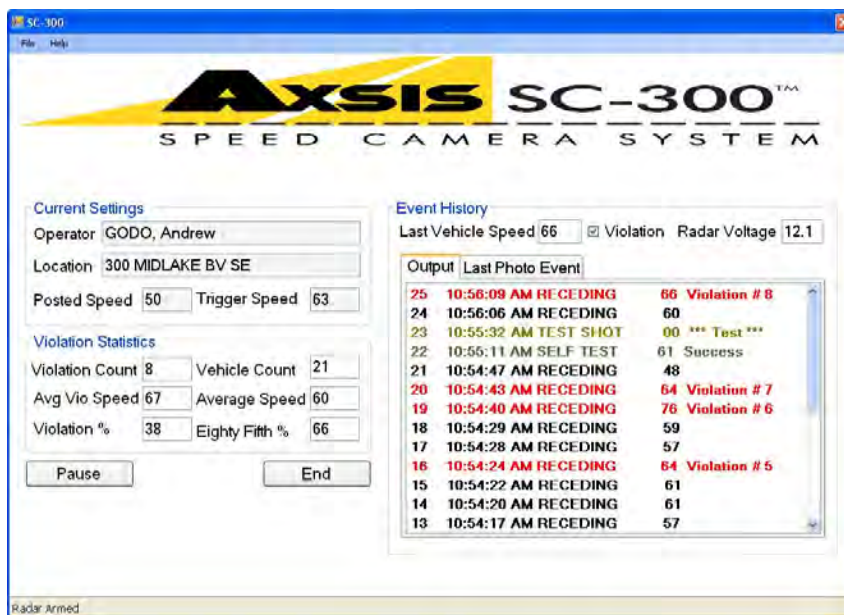 SC-300
File Help
AXSIS SC-300™
SPEED CAMERA SYSTEM
Current Settings
Operator GODO, Andrew
Location 300 MIDLAKE BV SE
Posted Speed 50 Trigger Speed 63
Violation Statistics
Violation Count 8 Vehicle Count 21
Avg Vio Speed 67 Average Speed 60
Violation % 38 Eighty Fifth % 66
Pause End
Event History
Last Vehicle Speed 66 Violation Radar Voltage 12.1
Output Last Photo Event
25 10:56:09 AM RECEDING 66 Violation # 8
24 10:56:06 AM RECEDING 60
23 10:55:32 AM TEST SHOT 00 *** Test ***
22 10:55:11 AM SELF TEST 61 Success
21 10:54:47 AM RECEDING 48
20 10:54:43 AM RECEDING 64 Violation # 7
19 10:54:40 AM RECEDING 76 Violation # 6
18 10:54:29 AM RECEDING 59
17 10:54:28 AM RECEDING 57
16 10:54:24 AM RECEDING 64 Violation # 5
15 10:54:22 AM RECEDING 61
14 10:54:20 AM RECEDING 61
13 10:54:17 AM RECEDING 57
Radar Armed